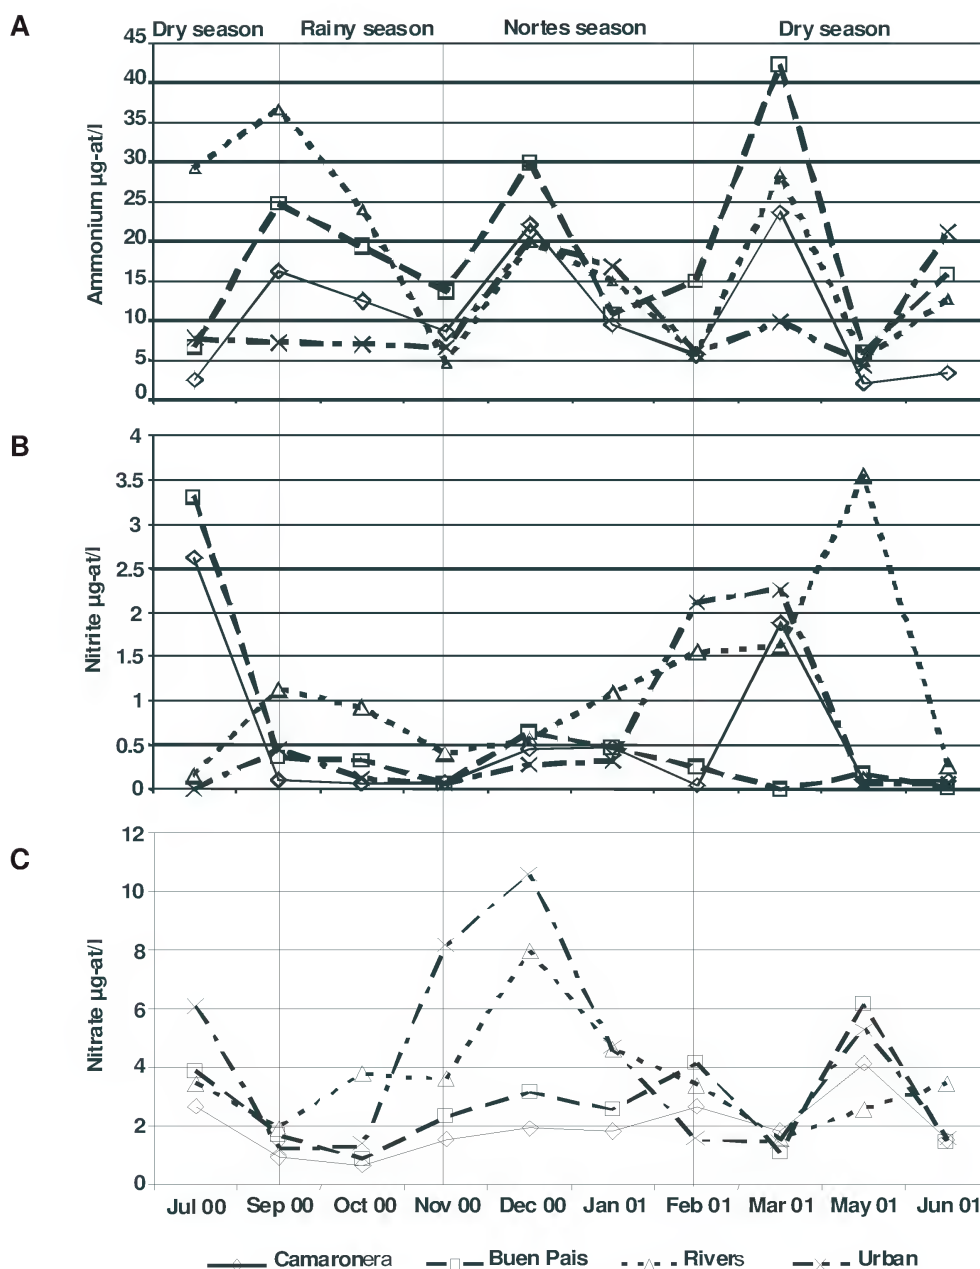 A
Dry season Rainy season Nortes season Dry season
45
40
35
30
25
20
15
10
5
0
Ammonium µg-at/l
B
4
3.5
3
2.5
2
1.5
1
0.5
0
Nitrite µg-at/l
C
12
10
8
6
4
2
0
Nitrate µg-at/l
Jul 00 Sep 00 Oct 00 Nov 00 Dec 00 Jan 01 Feb 01 Mar 01 May 01 Jun 01
Camaronera Buen Pais Rivers Urban